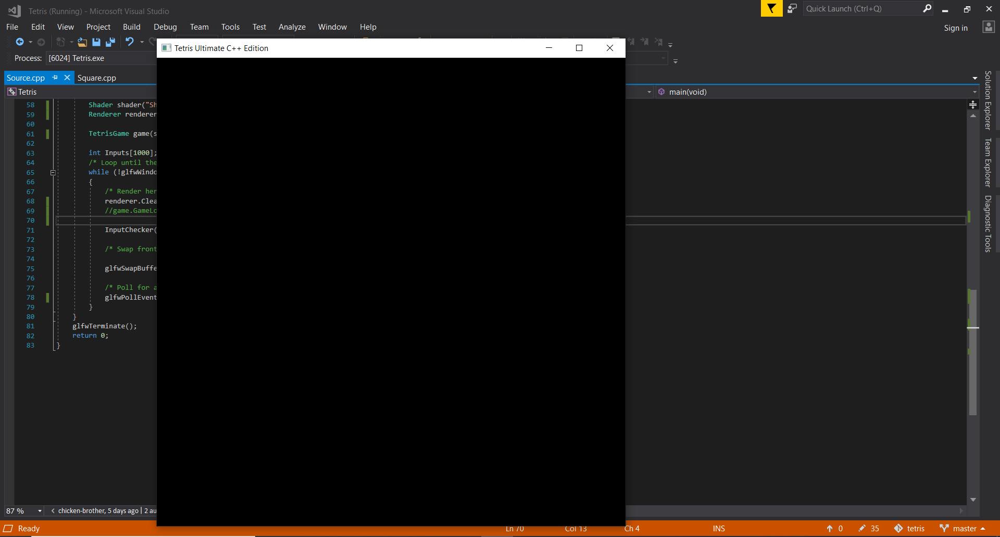 Tetris (Running) - Microsoft Visual Studio
Quick Launch (Ctrl+Q)
File Edit View Project Build Debug Team Tools Test Analyze Window Help
Sign in
Process: [6024] Tetris.exe
Tetris Ultimate C++ Edition
Source.cpp Square.cpp
Tetris
main(void)
58 Shader shader("Sh
59 Renderer renderer
60
61 TetrisGame game(s
62
63 int Inputs[1000];
64 /* Loop until the
65 while (!glfwWindo
66 {
67 /* Render her
68 renderer.Clea
69 //game.GameLo
70
71 InputChecker(
72
73 /* Swap front
74
75 glfwSwapBuffe
76
77 /* Poll for a
78 glfwPollEvent
79 }
80 }
81 glfwTerminate();
82 return 0;
83 }
Solution Explorer
Team Explorer
Diagnostic Tools
87 % chicken-brother, 5 days ago | 2 au
Ready Ln 70 Col 13 Ch 4 INS 0 35 tetris master